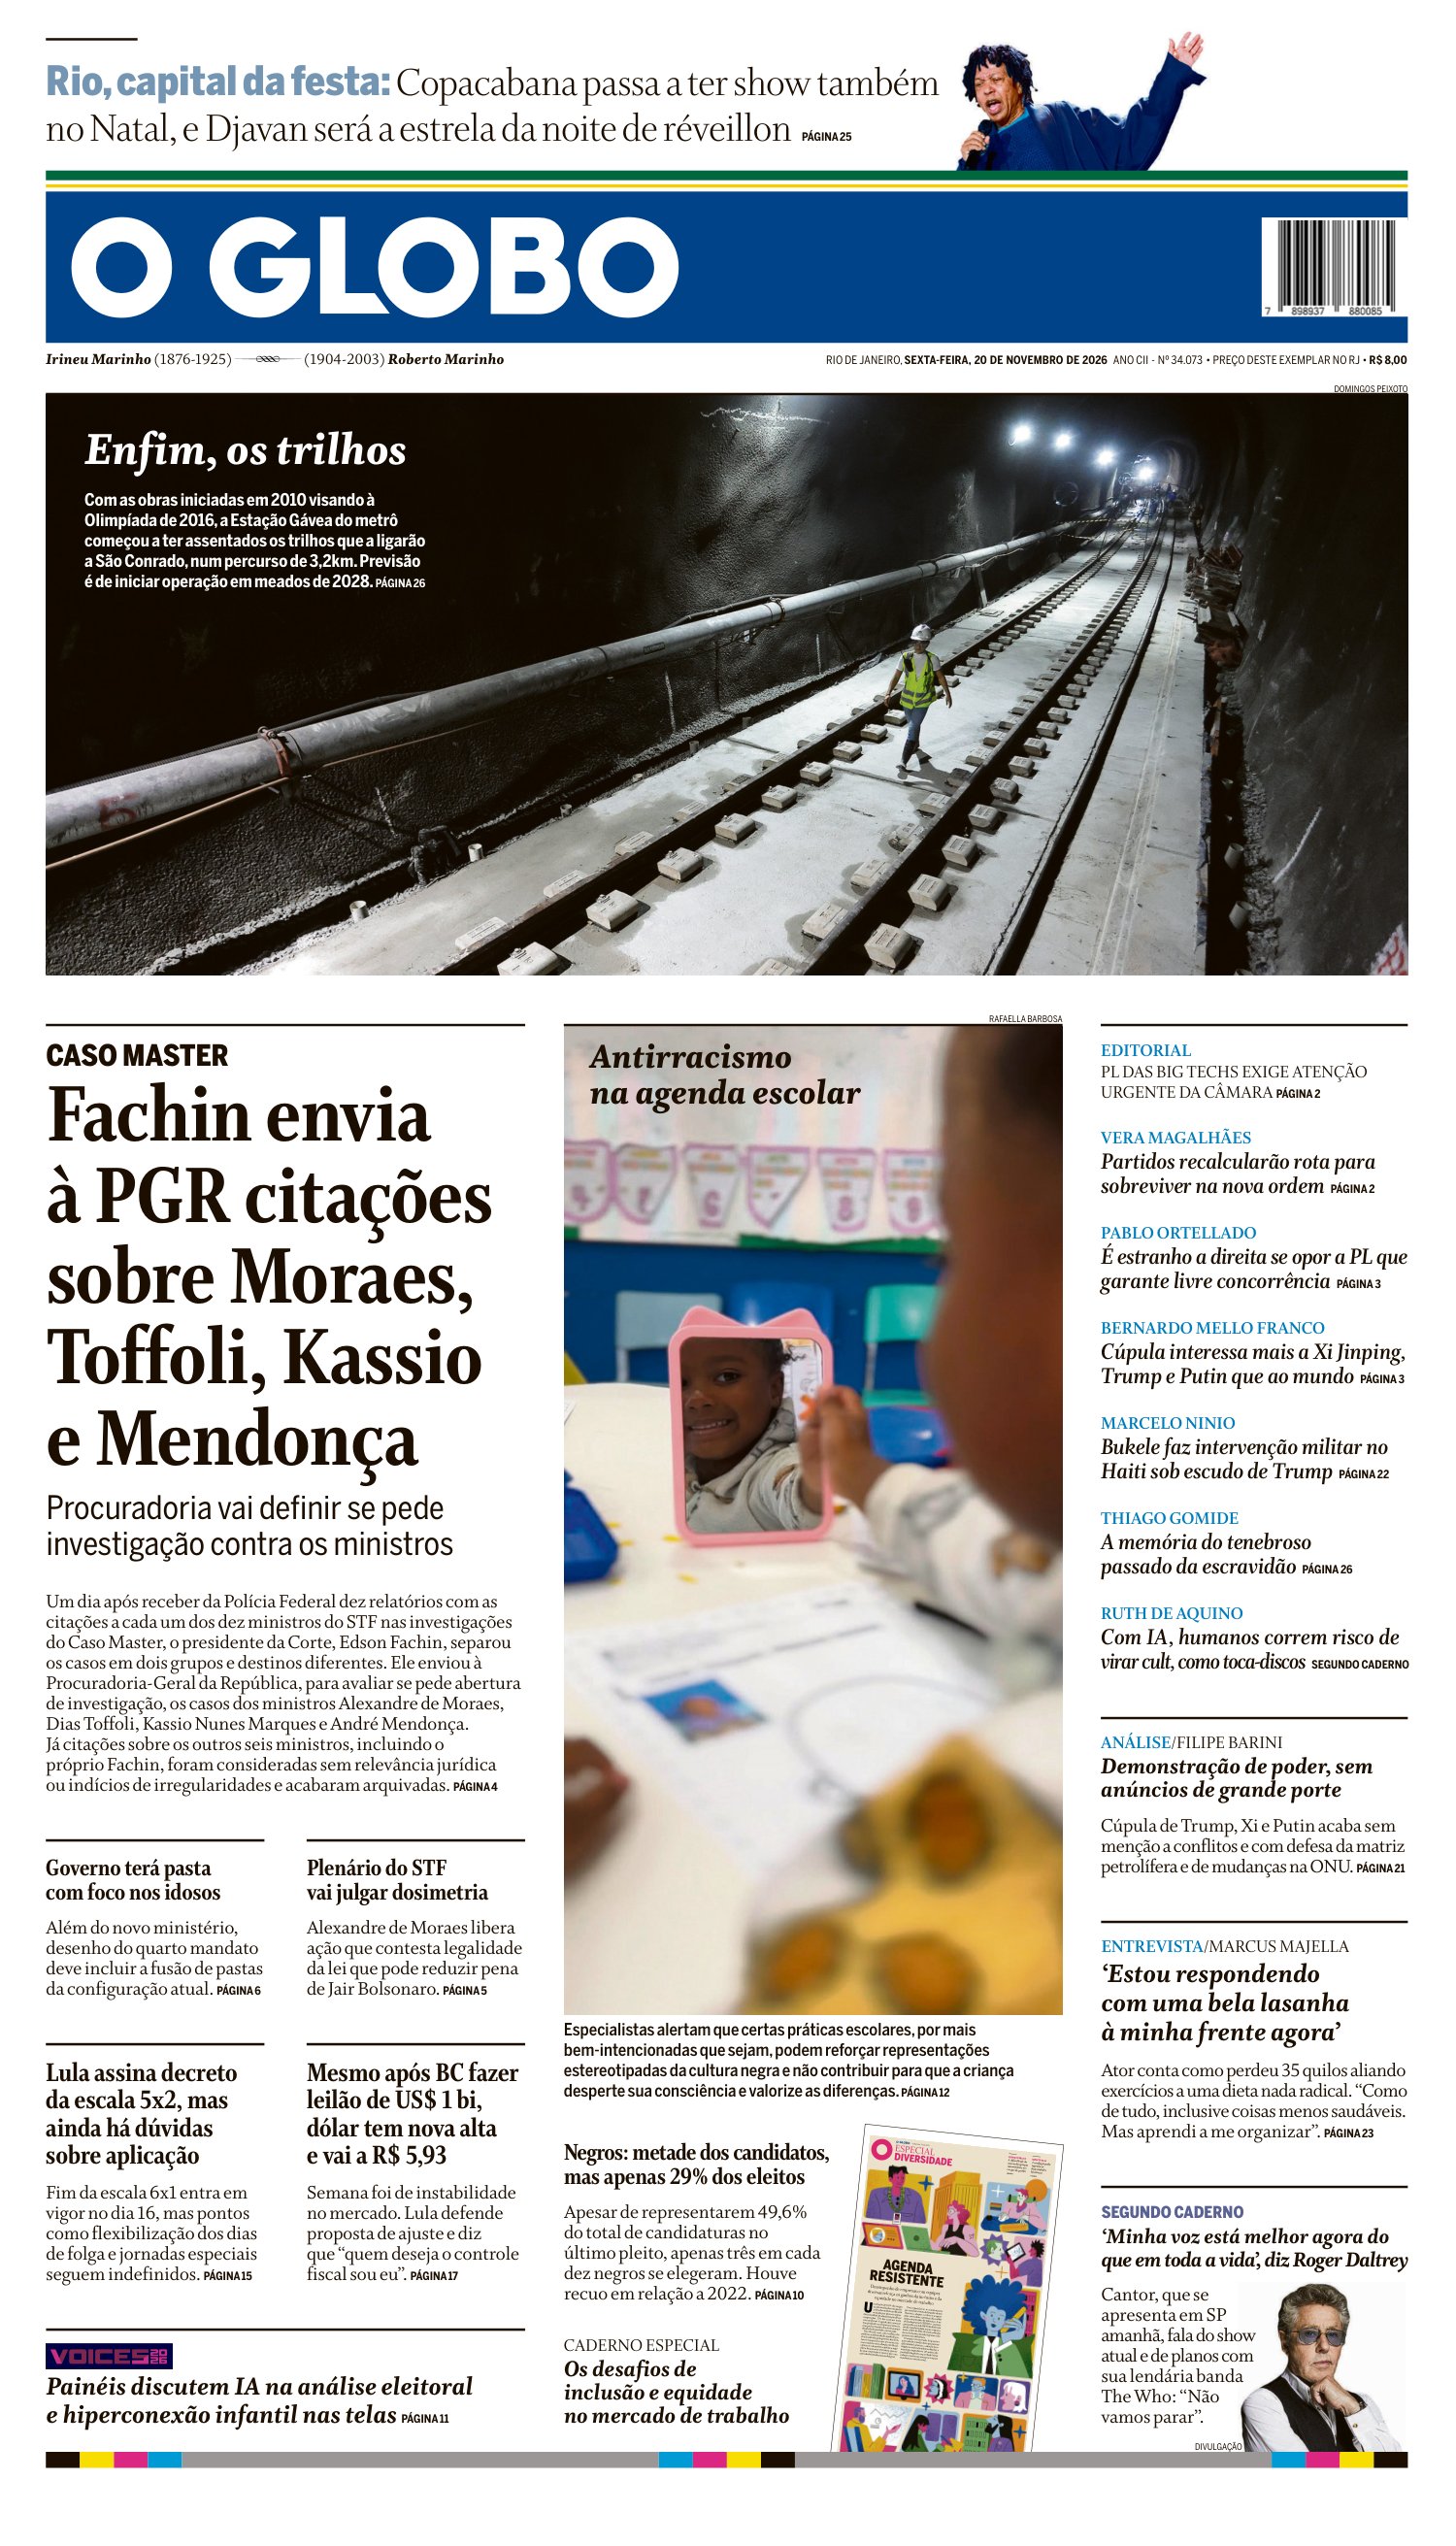 Rio, capital da festa: Copacabana passa a ter show também
no Natal, e Djavan será a estrela da noite de réveillon PÁGINA 25
O GLOBO
7 898937 880085
Irineu Marinho (1876-1925) (1904-2003) Roberto Marinho
RIO DE JANEIRO, SEXTA-FEIRA, 20 DE NOVEMBRO DE 2026 ANO CII - Nº 34.073 • PREÇO DESTE EXEMPLAR NO RJ • R$ 8,00
DOMINGOS PEIXOTO
Enfim, os trilhos
Com as obras iniciadas em 2010 visando à
Olimpíada de 2016, a Estação Gávea do metrô
começou a ter assentados os trilhos que a ligarão
a São Conrado, num percurso de 3,2km. Previsão
é de iniciar operação em meados de 2028. PÁGINA 26
CASO MASTER
Fachin envia
à PGR citações
sobre Moraes,
Toffoli, Kassio
e Mendonça
Procuradoria vai definir se pede
investigação contra os ministros
Um dia após receber da Polícia Federal dez relatórios com as
citações a cada um dos dez ministros do STF nas investigações
do Caso Master, o presidente da Corte, Edson Fachin, separou
os casos em dois grupos e destinos diferentes. Ele enviou à
Procuradoria-Geral da República, para avaliar se pede abertura
de investigação, os casos dos ministros Alexandre de Moraes,
Dias Toffoli, Kassio Nunes Marques e André Mendonça.
Já citações sobre os outros seis ministros, incluindo o
próprio Fachin, foram consideradas sem relevância jurídica
ou indícios de irregularidades e acabaram arquivadas. PÁGINA 4
Governo terá pasta
com foco nos idosos
Além do novo ministério,
desenho do quarto mandato
deve incluir a fusão de pastas
da configuração atual. PÁGINA 6
Plenário do STF
vai julgar dosimetria
Alexandre de Moraes libera
ação que contesta legalidade
da lei que pode reduzir pena
de Jair Bolsonaro. PÁGINA 5
Lula assina decreto
da escala 5x2, mas
ainda há dúvidas
sobre aplicação
Fim da escala 6x1 entra em
vigor no dia 16, mas pontos
como flexibilização dos dias
de folga e jornadas especiais
seguem indefinidos. PÁGINA 15
Mesmo após BC fazer
leilão de US$ 1 bi,
dólar tem nova alta
e vai a R$ 5,93
Semana foi de instabilidade
no mercado. Lula defende
proposta de ajuste e diz
que “quem deseja o controle
fiscal sou eu”. PÁGINA 17
VOICES 2026
Painéis discutem IA na análise eleitoral
e hiperconexão infantil nas telas PÁGINA 11
RAFAELLA BARBOSA
Antirracismo
na agenda escolar
Especialistas alertam que certas práticas escolares, por mais
bem-intencionadas que sejam, podem reforçar representações
estereotipadas da cultura negra e não contribuir para que a criança
desperte sua consciência e valorize as diferenças. PÁGINA 12
Negros: metade dos candidatos,
mas apenas 29% dos eleitos
Apesar de representarem 49,6%
do total de candidaturas no
último pleito, apenas três em cada
dez negros se elegeram. Houve
recuo em relação a 2022. PÁGINA 10
CADERNO ESPECIAL
Os desafios de
inclusão e equidade
no mercado de trabalho
ESPECIAL
DIVERSIDADE
AGENDA
RESISTENTE
EDITORIAL
PL DAS BIG TECHS EXIGE ATENÇÃO
URGENTE DA CÂMARA PÁGINA 2
VERA MAGALHÃES
Partidos recalcularão rota para
sobreviver na nova ordem PÁGINA 2
PABLO ORTELLADO
É estranho a direita se opor a PL que
garante livre concorrência PÁGINA 3
BERNARDO MELLO FRANCO
Cúpula interessa mais a Xi Jinping,
Trump e Putin que ao mundo PÁGINA 3
MARCELO NINIO
Bukele faz intervenção militar no
Haiti sob escudo de Trump PÁGINA 22
THIAGO GOMIDE
A memória do tenebroso
passado da escravidão PÁGINA 26
RUTH DE AQUINO
Com IA, humanos correm risco de
virar cult, como toca-discos SEGUNDO CADERNO
ANÁLISE/FILIPE BARINI
Demonstração de poder, sem
anúncios de grande porte
Cúpula de Trump, Xi e Putin acaba sem
menção a conflitos e com defesa da matriz
petrolífera e de mudanças na ONU. PÁGINA 21
ENTREVISTA/MARCUS MAJELLA
‘Estou respondendo
com uma bela lasanha
à minha frente agora’
Ator conta como perdeu 35 quilos aliando
exercícios a uma dieta nada radical. “Como
de tudo, inclusive coisas menos saudáveis.
Mas aprendi a me organizar”. PÁGINA 23
SEGUNDO CADERNO
‘Minha voz está melhor agora do
que em toda a vida’, diz Roger Daltrey
Cantor, que se
apresenta em SP
amanhã, fala do show
atual e de planos com
sua lendária banda
The Who: “Não
vamos parar”.
DIVULGAÇÃO